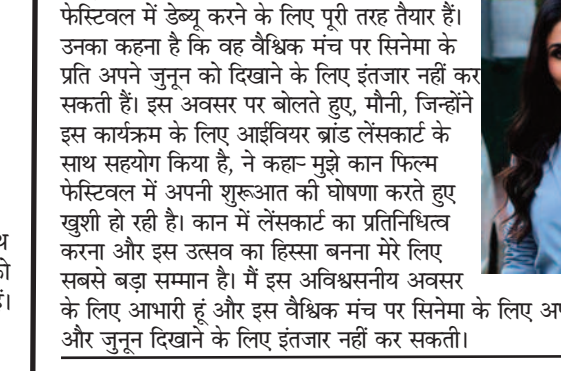 फेस्टिवल में डेब्यू करने के लिए पूरी तरह तैयार हैं।
उनका कहना है कि वह वैश्विक मंच पर सिनेमा के
प्रति अपने जुनून को दिखाने के लिए इंतजार नहीं कर
सकती हैं। इस अवसर पर बोलते हुए, मौनी, जिन्होंने
इस कार्यक्रम के लिए आईवियर ब्रांड लेंसकार्ट के
साथ सहयोग किया है, ने कहा- मुझे कान फिल्म
फेस्टिवल में अपनी शुरूआत की घोषणा करते हुए
खुशी हो रही है। कान में लेंसकार्ट का प्रतिनिधित्व
करना और इस उत्सव का हिस्सा बनना मेरे लिए
सबसे बड़ा सम्मान है। मैं इस अविश्वसनीय अवसर
के लिए आभारी हूं और इस वैश्विक मंच पर सिनेमा के लिए
और जुनून दिखाने के लिए इंतजार नहीं कर सकती।